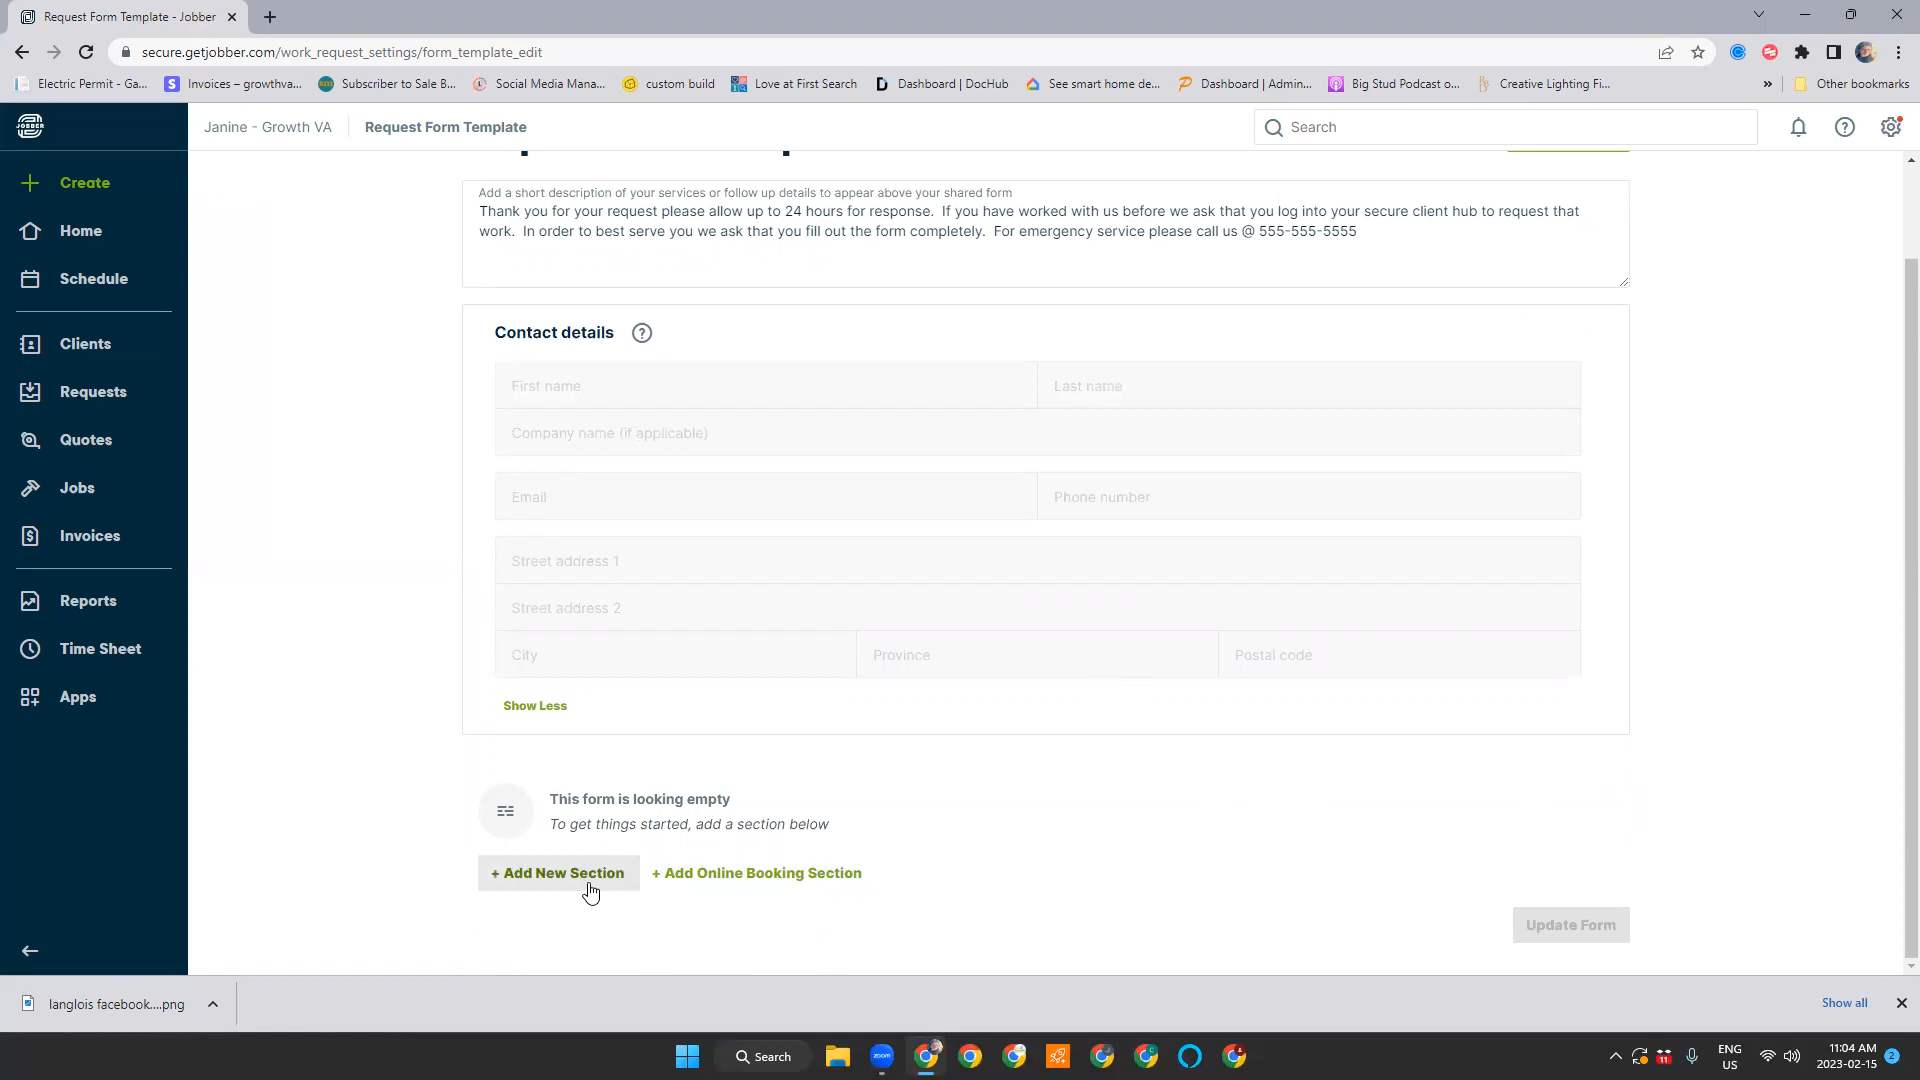 Request Form Template - Jobber
secure.getjobber.com/work_request_settings/form_template_edit
Electric Permit - Ga...
Invoices – growthva...
Subscriber to Sale B...
Social Media Mana...
custom build
Love at First Search
Dashboard | DocHub
See smart home de...
Dashboard | Admin...
Big Stud Podcast o...
Creative Lighting Fi...
»
Other bookmarks
JOBBER
Janine - Growth VA
Request Form Template
Search
Create
Home
Schedule
Clients
Requests
Quotes
Jobs
Invoices
Reports
Time Sheet
Apps
Add a short description of your services or follow up details to appear above your shared form
Thank you for your request please allow up to 24 hours for response. If you have worked with us before we ask that you log into your secure client hub to request that
work. In order to best serve you we ask that you fill out the form completely. For emergency service please call us @ 555-555-5555
Contact details
First name
Last name
Company name (if applicable)
Email
Phone number
Street address 1
Street address 2
City
Province
Postal code
Show Less
This form is looking empty
To get things started, add a section below
+ Add New Section
+ Add Online Booking Section
Update Form
langlois facebook....png
Show all
Search
zoom
11
ENG
US
11:04 AM
2023-02-15
2